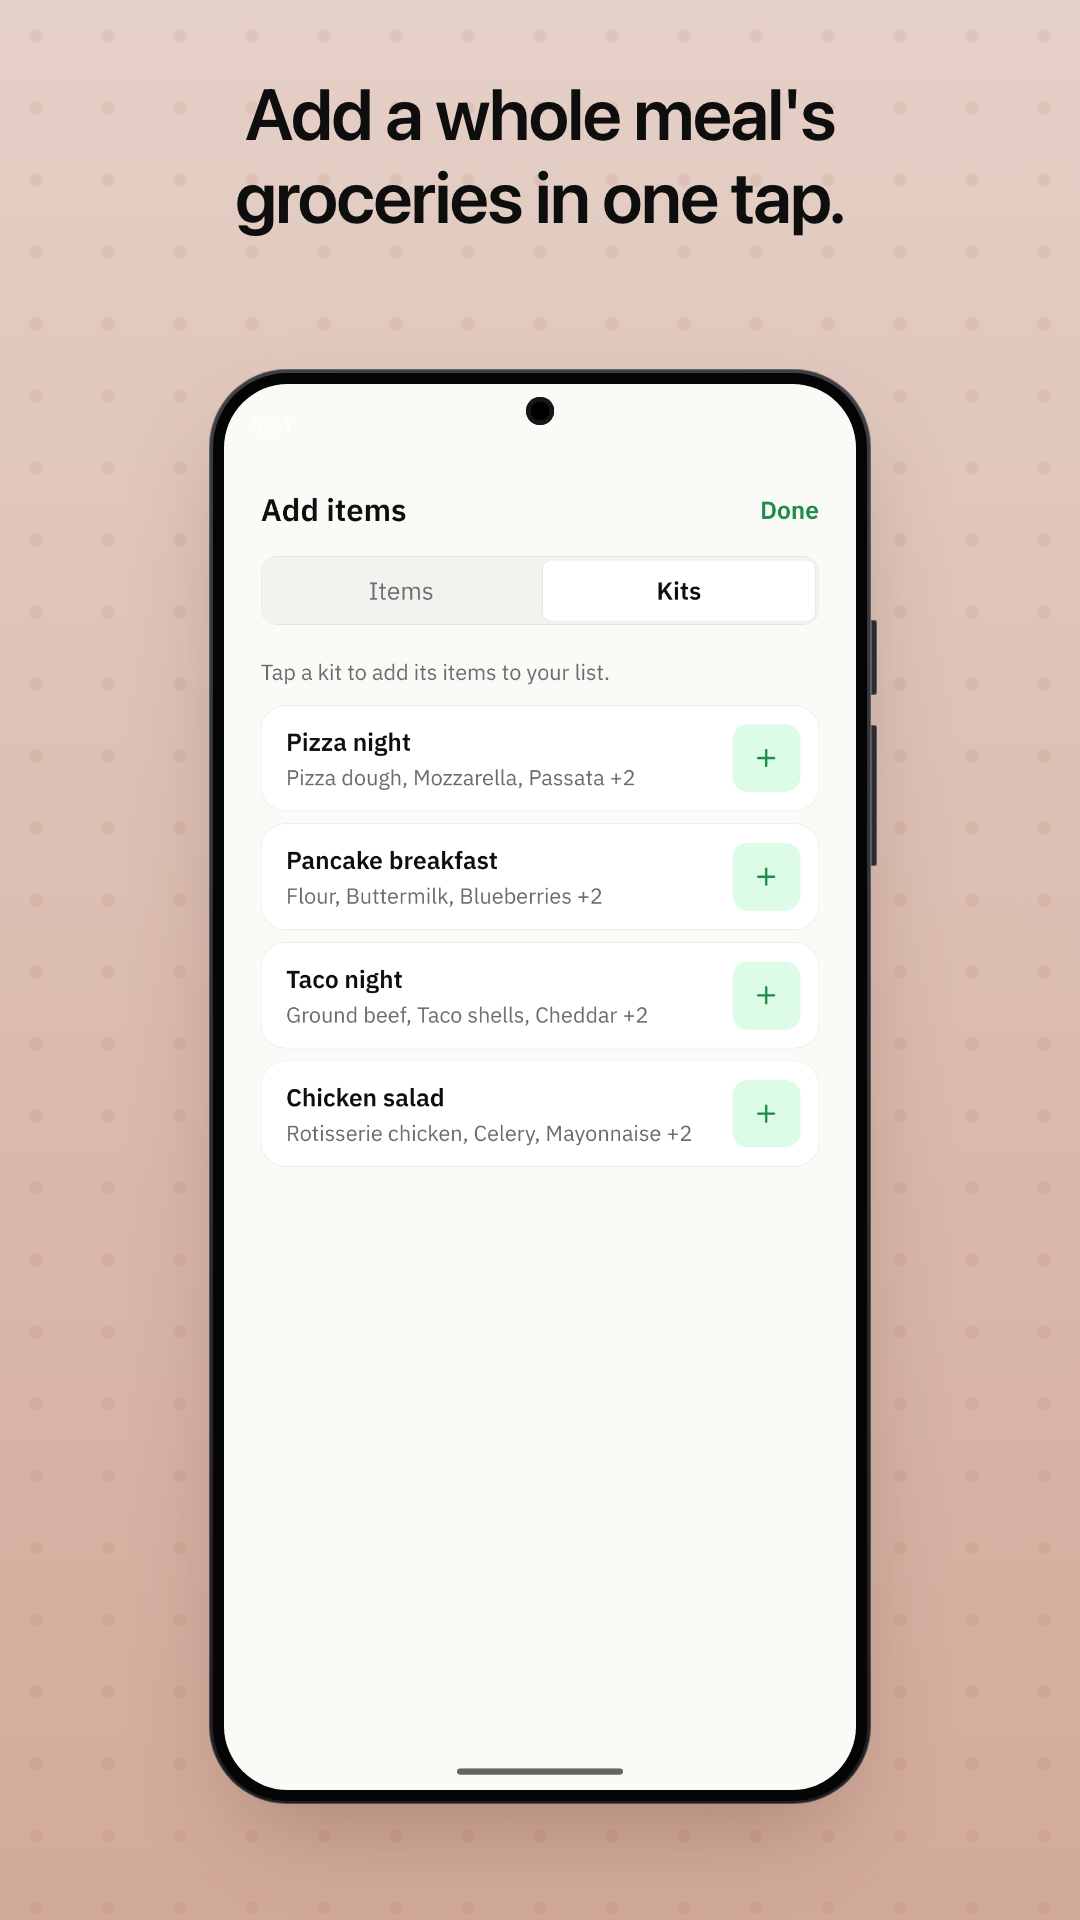 Add a whole meal's
groceries in one tap.
9:41
Add items
Done
Items
Kits
Tap a kit to add its items to your list.
Pizza night
Pizza dough, Mozzarella, Passata +2
Pancake breakfast
Flour, Buttermilk, Blueberries +2
Taco night
Ground beef, Taco shells, Cheddar +2
Chicken salad
Rotisserie chicken, Celery, Mayonnaise +2